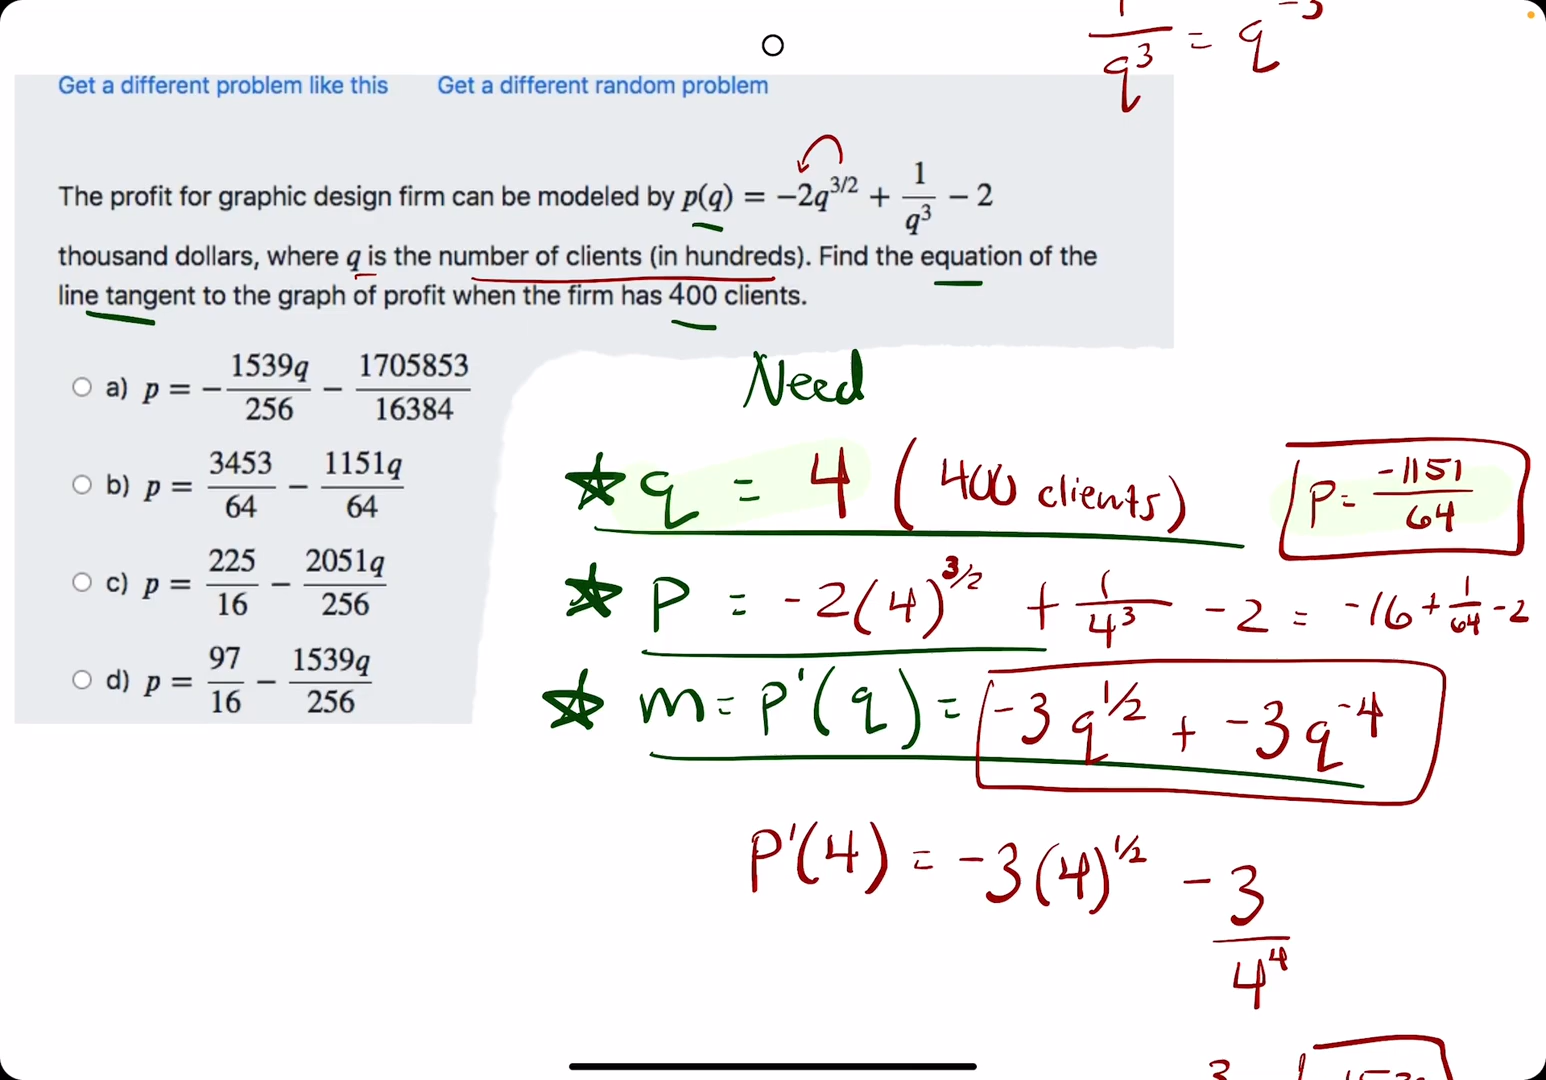 1/q³ = q⁻³
Get a different problem like this Get a different random problem
The profit for graphic design firm can be modeled by p(q) = −2q^{3/2} + 1/q³ − 2
thousand dollars, where q is the number of clients (in hundreds). Find the equation of the
line tangent to the graph of profit when the firm has 400 clients.
a) p = −1539q/256 − 1705853/16384
b) p = 3453/64 − 1151q/64
c) p = 225/16 − 2051q/256
d) p = 97/16 − 1539q/256
Need
q = 4 (400 clients)
p = -1151/64
P = -2(4)^{3/2} + 1/4³ - 2 = -16 + 1/64 - 2
m = P'(q) = -3q^{1/2} + -3q^{-4}
P'(4) = -3(4)^{1/2} - 3/4⁴